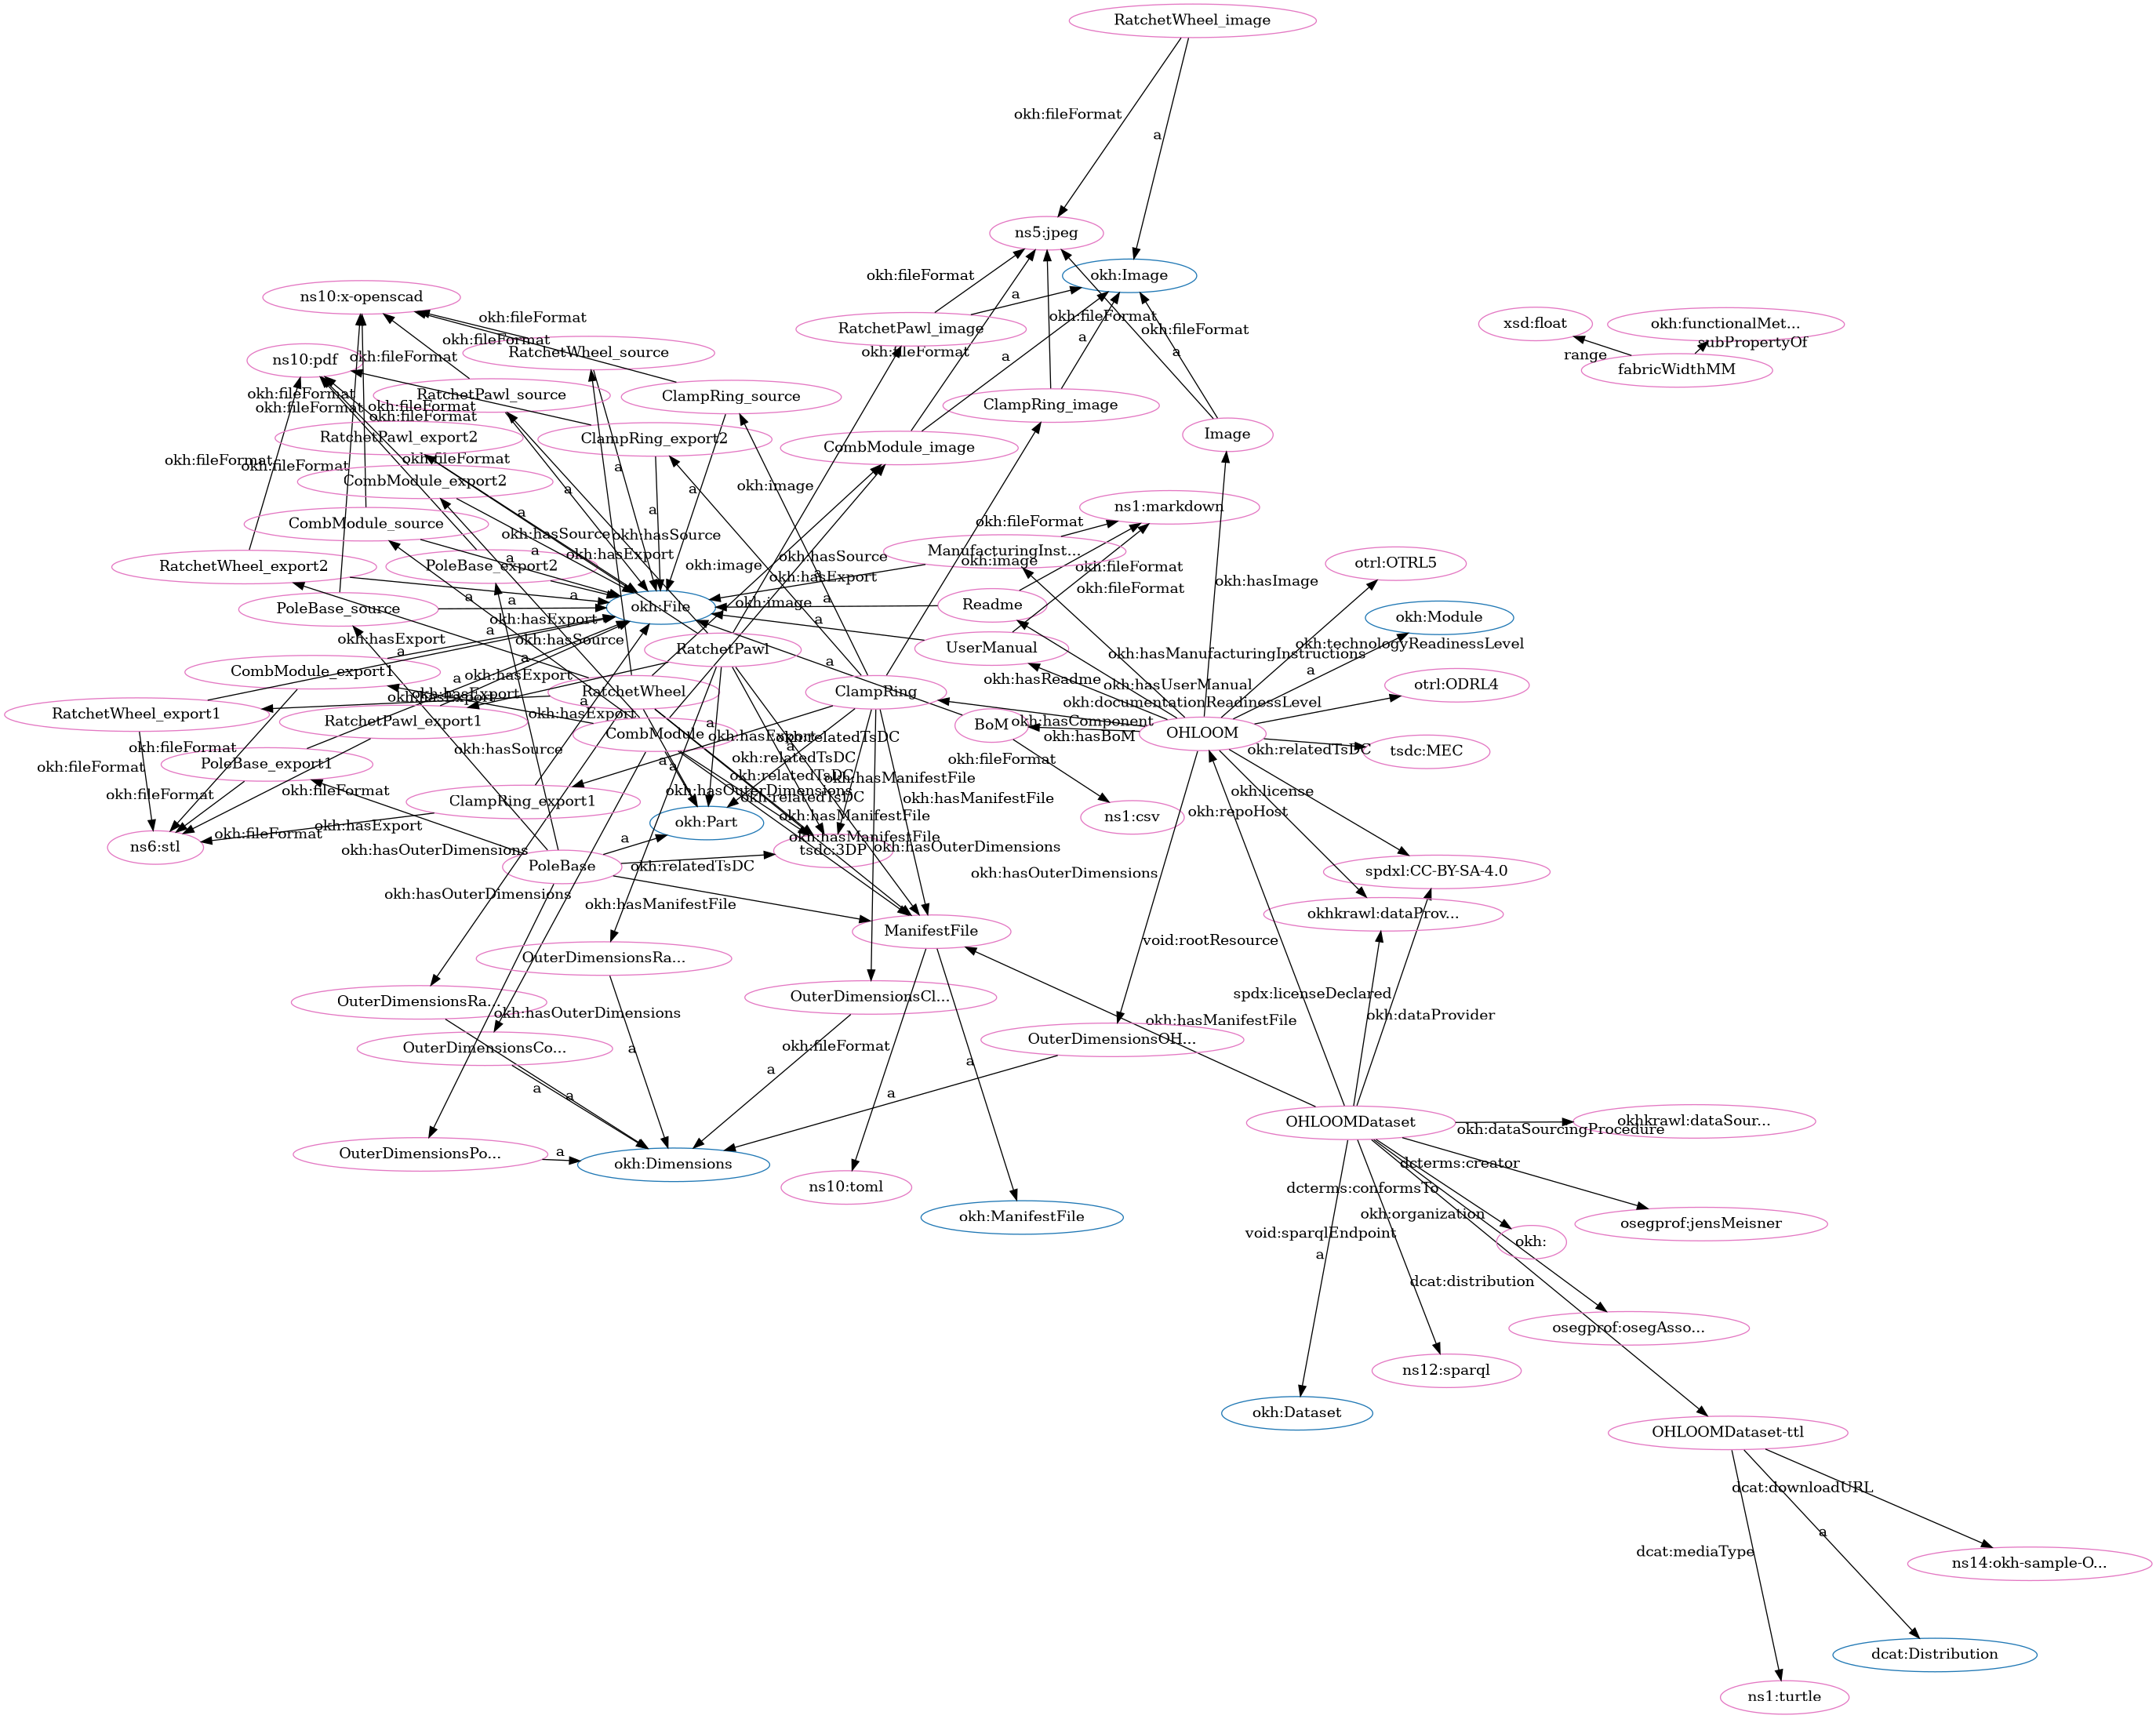 RatchetWheel_image
okh:fileFormat
a
ns5:jpeg
okh:Image
okh:fileFormat
a
ns10:x-openscad
okh:fileFormat
RatchetPawl_image
okh:fileFormat
okh:fileFormat
a
xsd:float
okh:functionalMet...
subPropertyOf
range
fabricWidthMM
okh:fileFormat
RatchetWheel_source
okh:fileFormat
a
a
ns10:pdf
okh:fileFormat
RatchetPawl_source
ClampRing_source
ClampRing_image
okh:fileFormat
okh:fileFormat
okh:fileFormat
okh:fileFormat
RatchetPawl_export2
ClampRing_export2
CombModule_image
Image
okh:fileFormat
okh:fileFormat
okh:fileFormat
a
CombModule_export2
a
a
okh:image
ns1:markdown
CombModule_source
a
a
okh:fileFormat
okh:hasSource
okh:hasSource
a
okh:hasExport
okh:hasSource
ManufacturingInst...
a
RatchetWheel_export2
PoleBase_export2
a
okh:image
a
okh:hasExport
okh:image
okh:fileFormat
otrl:OTRL5
okh:hasImage
okh:fileFormat
PoleBase_source
a
a
a
okh:File
okh:image
a
Readme
okh:Module
a
okh:hasExport
a
okh:hasExport
okh:hasSource
a
RatchetPawl
UserManual
okh:technologyReadinessLevel
okh:hasManufacturingInstructions
a
a
a
CombModule_export1
a
okh:hasExport
okh:hasReadme
okh:hasUserManual
otrl:ODRL4
okh:hasExport
okh:hasExport
RatchetWheel
ClampRing
okh:documentationReadinessLevel
RatchetWheel_export1
RatchetPawl_export1
okh:hasExport
a
BoM
okh:hasComponent
okh:hasBoM
OHLOOM
okh:fileFormat
okh:hasSource
CombModule
a
okh:hasExport
okh:relatedTsDC
a
okh:relatedTsDC
tsdc:MEC
okh:fileFormat
PoleBase_export1
a
a
okh:relatedTsDC
okh:hasManifestFile
okh:fileFormat
okh:fileFormat
okh:fileFormat
ClampRing_export1
okh:hasOuterDimensions
okh:relatedTsDC
okh:hasManifestFile
okh:license
okh:repoHost
okh:fileFormat
okh:hasExport
okh:Part
okh:hasManifestFile
ns1:csv
ns6:stl
okh:hasOuterDimensions
a
okh:hasManifestFile
tsdc:3DP
okh:hasOuterDimensions
PoleBase
okh:relatedTsDC
okh:hasOuterDimensions
spdxl:CC-BY-SA-4.0
okh:hasOuterDimensions
okh:hasManifestFile
okhkrawl:dataProv...
ManifestFile
void:rootResource
OuterDimensionsRa...
OuterDimensionsRa...
OuterDimensionsCl...
spdx:licenseDeclared
okh:hasOuterDimensions
okh:hasManifestFile
okh:dataProvider
OuterDimensionsCo...
a
okh:fileFormat
OuterDimensionsOH...
a
a
a
a
a
OHLOOMDataset
okhkrawl:dataSour...
okh:dataSourcingProcedure
OuterDimensionsPo...
a
okh:Dimensions
dcterms:creator
ns10:toml
dcterms:conformsTo
okh:ManifestFile
okh:organization
osegprof:jensMeisner
void:sparqlEndpoint
okh:
a
dcat:distribution
osegprof:osegAsso...
ns12:sparql
okh:Dataset
OHLOOMDataset-ttl
dcat:downloadURL
a
dcat:mediaType
ns14:okh-sample-O...
dcat:Distribution
ns1:turtle